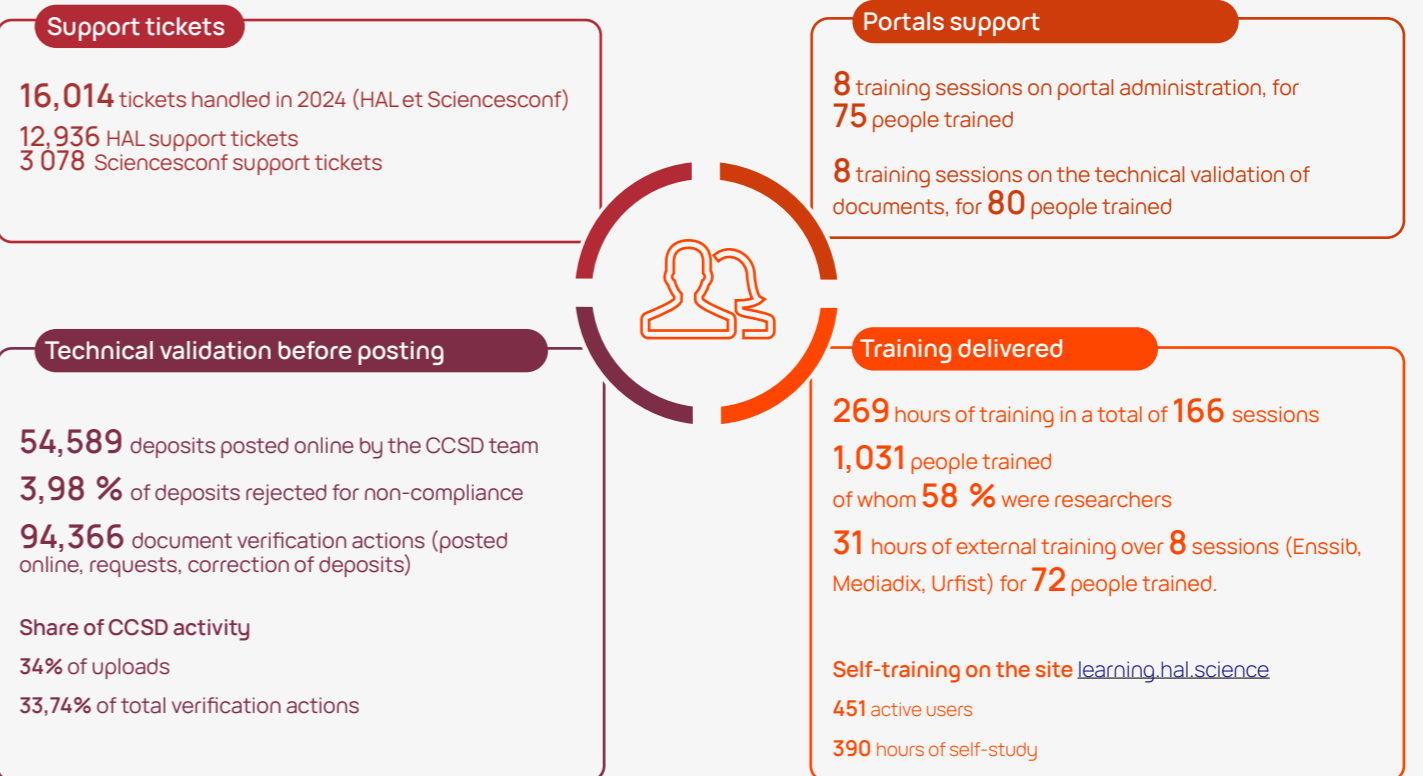 Support tickets
16,014 tickets handled in 2024 (HAL et Sciencesconf)
12,936 HAL support tickets
3 078 Sciencesconf support tickets
Portals support
8 training sessions on portal administration, for
75 people trained
8 training sessions on the technical validation of
documents, for 80 people trained
Technical validation before posting
54,589 deposits posted online by the CCSD team
3,98 % of deposits rejected for non-compliance
94,366 document verification actions (posted
online, requests, correction of deposits)
Share of CCSD activity
34% of uploads
33,74% of total verification actions
Training delivered
269 hours of training in a total of 166 sessions
1,031 people trained
of whom 58 % were researchers
31 hours of external training over 8 sessions (Enssib,
Mediadix, Urfist) for 72 people trained.
Self-training on the site learning.hal.science
451 active users
390 hours of self-study